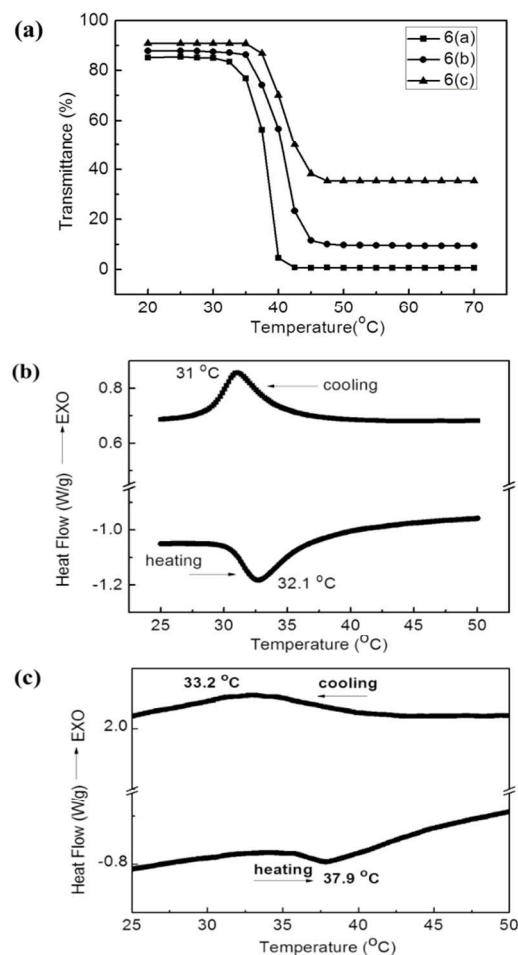 (a)
100
80
60
40
20
0
Transmittance (%)
6(a)
6(b)
6(c)
20 30 40 50 60 70
Temperature(°C)
(b)
31 °C
cooling
0.8
0.6
-1.0
-1.2
Heat Flow (W/g) → EXO
heating
32.1 °C
25 30 35 40 45 50
Temperature (°C)
(c)
33.2 °C
cooling
2.0
-0.8
Heat Flow (W/g) → EXO
heating
37.9 °C
25 30 35 40 45 50
Temperature (°C)